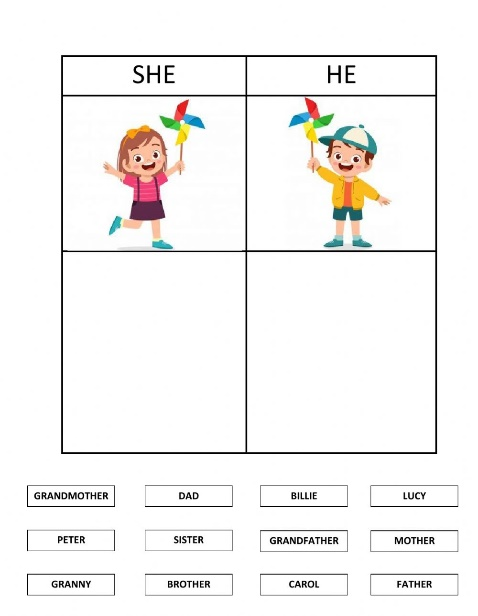 SHE HE
GRANDMOTHER DAD BILLIE LUCY
PETER SISTER GRANDFATHER MOTHER
GRANNY BROTHER CAROL FATHER